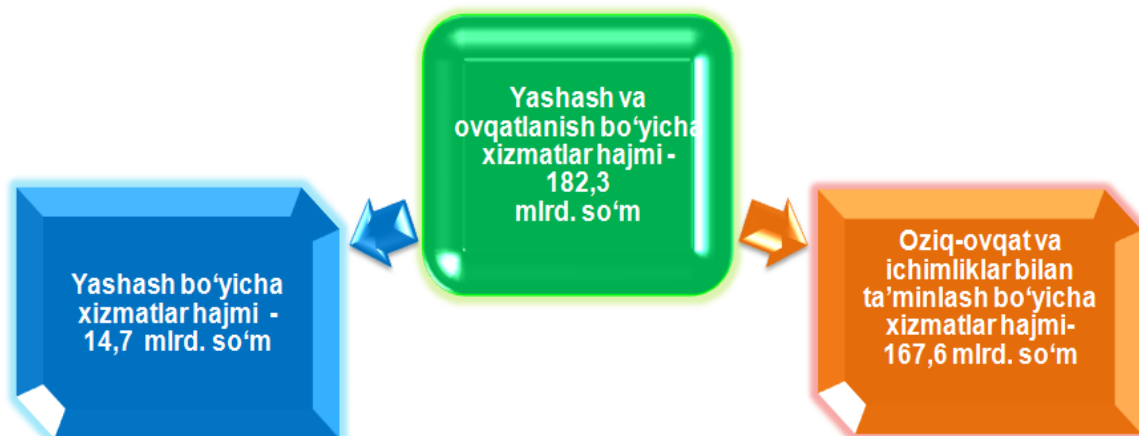 Yashash va
ovqatlanish bo‘yicha
xizmatlar hajmi -
182,3
mlrd. so‘m
Yashash bo‘yicha
xizmatlar hajmi -
14,7 mlrd. so‘m
Oziq-ovqat va
ichimliklar bilan
ta’minlash bo‘yicha
xizmatlar hajmi-
167,6 mlrd. so‘m